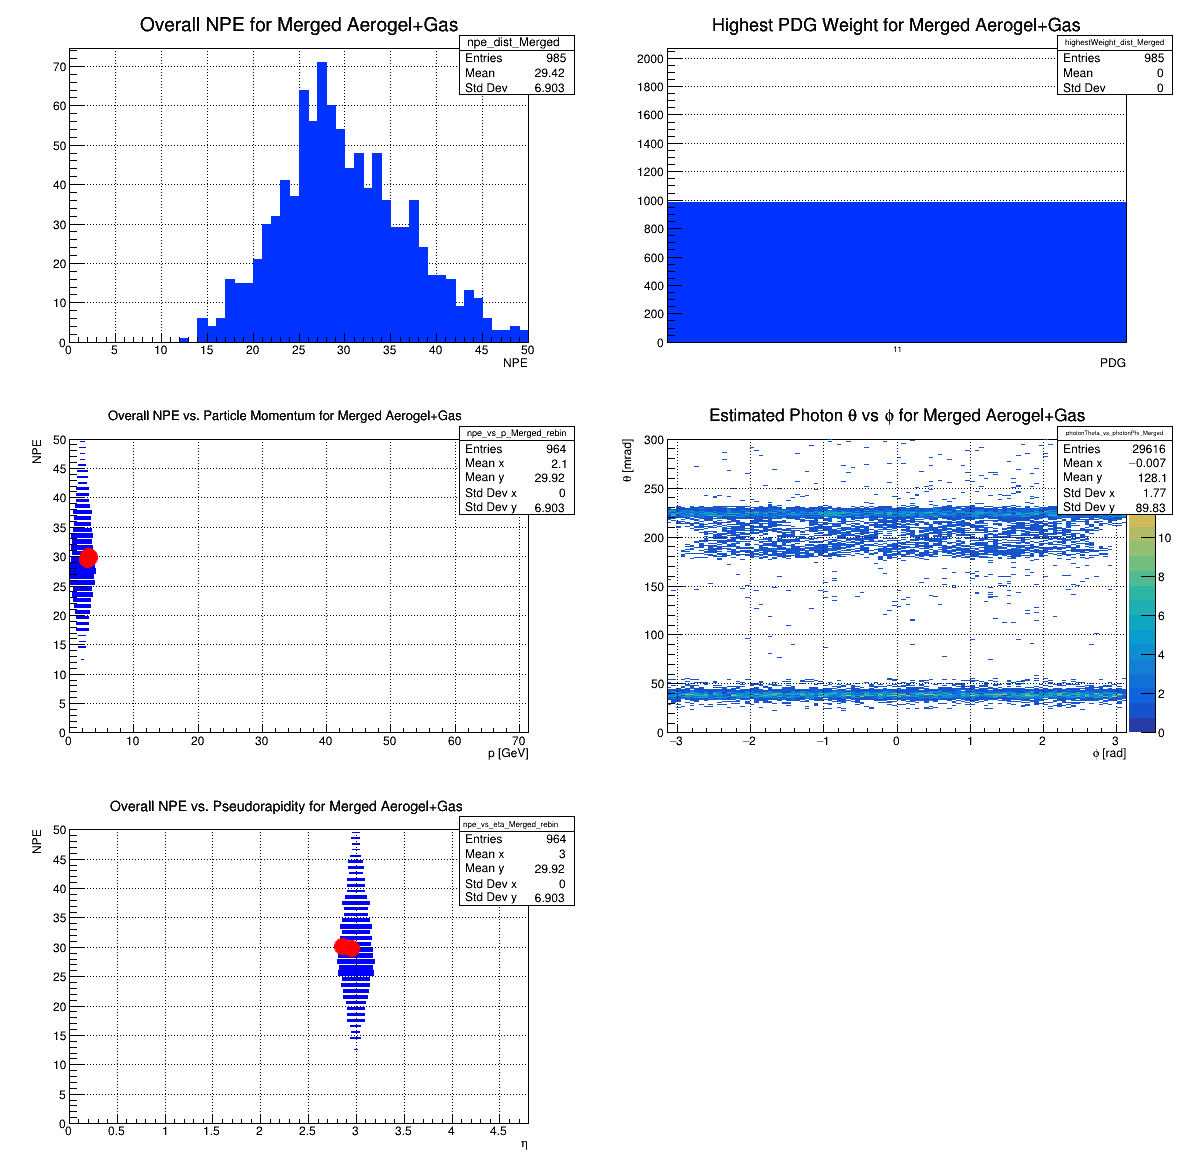 Overall NPE for Merged Aerogel+Gas
npe_dist_Merged
Entries 985
Mean 29.42
Std Dev 6.903
70
60
50
40
30
20
10
0
0 5 10 15 20 25 30 35 40 45 50
NPE
Highest PDG Weight for Merged Aerogel+Gas
highestWeight_dist_Merged
Entries 985
Mean 0
Std Dev 0
2000
1800
1600
1400
1200
1000
800
600
400
200
0
11
PDG
Overall NPE vs. Particle Momentum for Merged Aerogel+Gas
npe_vs_p_Merged_rebin
Entries 964
Mean x 2.1
Mean y 29.92
Std Dev x 0
Std Dev y 6.903
NPE
50
45
40
35
30
25
20
15
10
5
0
0 10 20 30 40 50 60 70
p [GeV]
Estimated Photon θ vs ϕ for Merged Aerogel+Gas
photonTheta_vs_photonPhi_Merged
Entries 29616
Mean x −0.007
Mean y 128.1
Std Dev x 1.77
Std Dev y 89.83
θ [mrad]
300
250
200
150
100
50
0
−3 −2 −1 0 1 2 3
ϕ [rad]
10
8
6
4
2
0
Overall NPE vs. Pseudorapidity for Merged Aerogel+Gas
npe_vs_eta_Merged_rebin
Entries 964
Mean x 3
Mean y 29.92
Std Dev x 0
Std Dev y 6.903
NPE
50
45
40
35
30
25
20
15
10
5
0
0 0.5 1 1.5 2 2.5 3 3.5 4 4.5
η